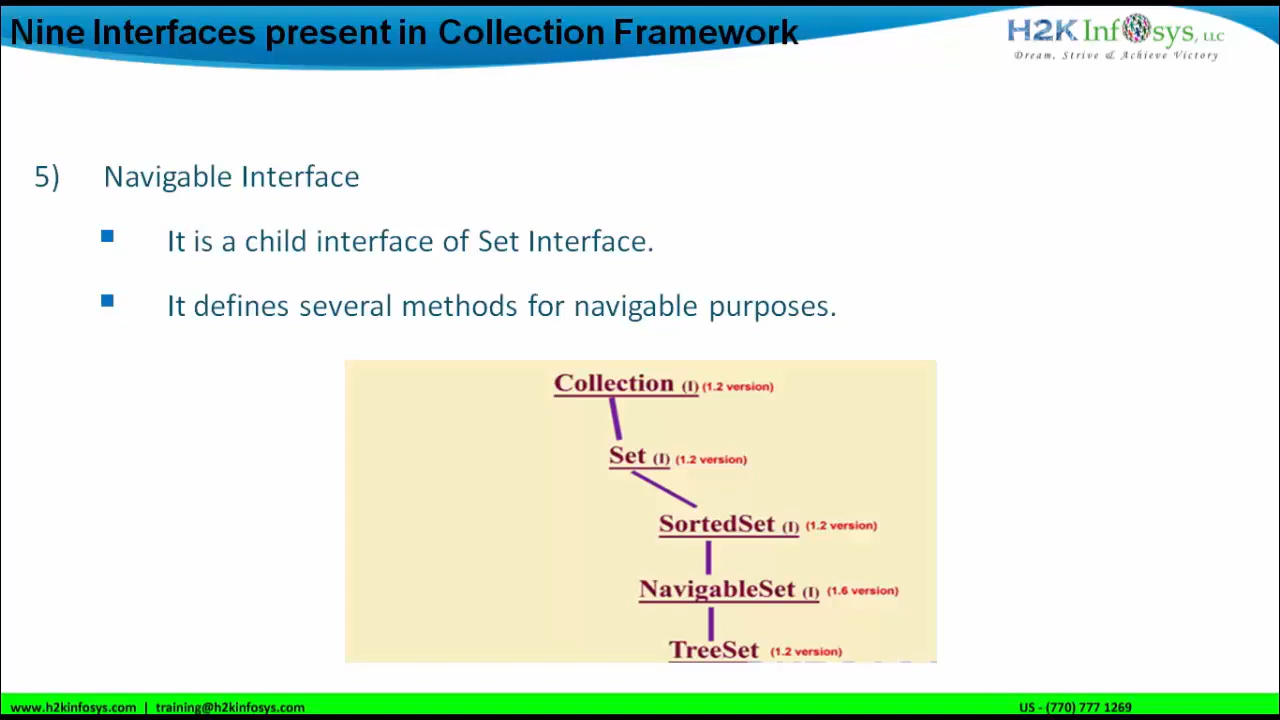 Nine Interfaces present in Collection Framework
H2K Infosys, LLC
Dream, Strive & Achieve Victory
5) Navigable Interface
It is a child interface of Set Interface.
It defines several methods for navigable purposes.
Collection (I) (1.2 version)
Set (I) (1.2 version)
SortedSet (I) (1.2 version)
NavigableSet (I) (1.6 version)
TreeSet (1.2 version)
www.h2kinfosys.com | training@h2kinfosys.com US - (770) 777 1269